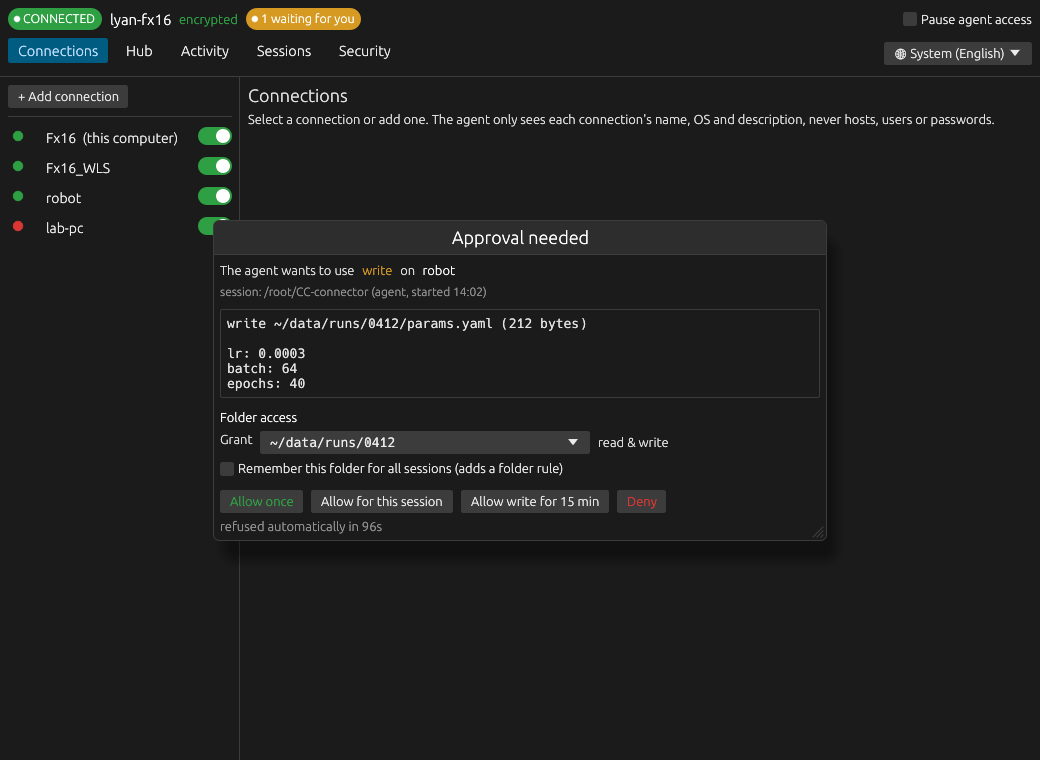 CONNECTED lyan-fx16 encrypted 1 waiting for you Pause agent access
Connections Hub Activity Sessions Security System (English)
+ Add connection
Fx16 (this computer)
Fx16_WLS
robot
lab-pc
Connections
Select a connection or add one. The agent only sees each connection's name, OS and description, never hosts, users or passwords.
Approval needed
The agent wants to use write on robot
session: /root/CC-connector (agent, started 14:02)
write ~/data/runs/0412/params.yaml (212 bytes)
lr: 0.0003
batch: 64
epochs: 40
Folder access
Grant ~/data/runs/0412 read & write
Remember this folder for all sessions (adds a folder rule)
Allow once Allow for this session Allow write for 15 min Deny
refused automatically in 96s